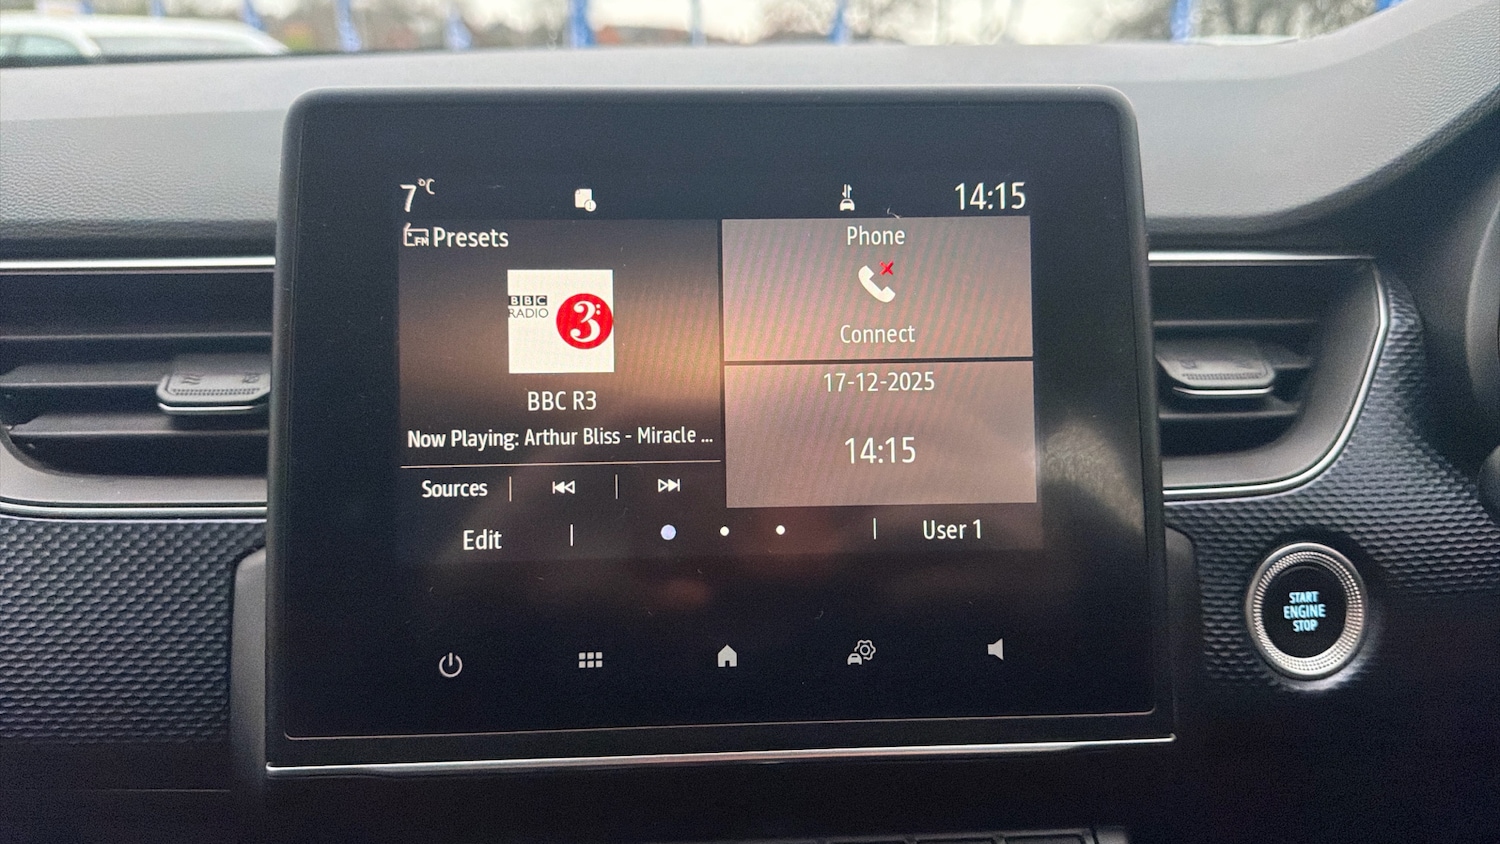 7°C
14:15
FM Presets
BBC
RADIO
3
BBC R3
Now Playing: Arthur Bliss - Miracle ...
Sources
Edit
Phone
Connect
17-12-2025
14:15
User 1
START
ENGINE
STOP